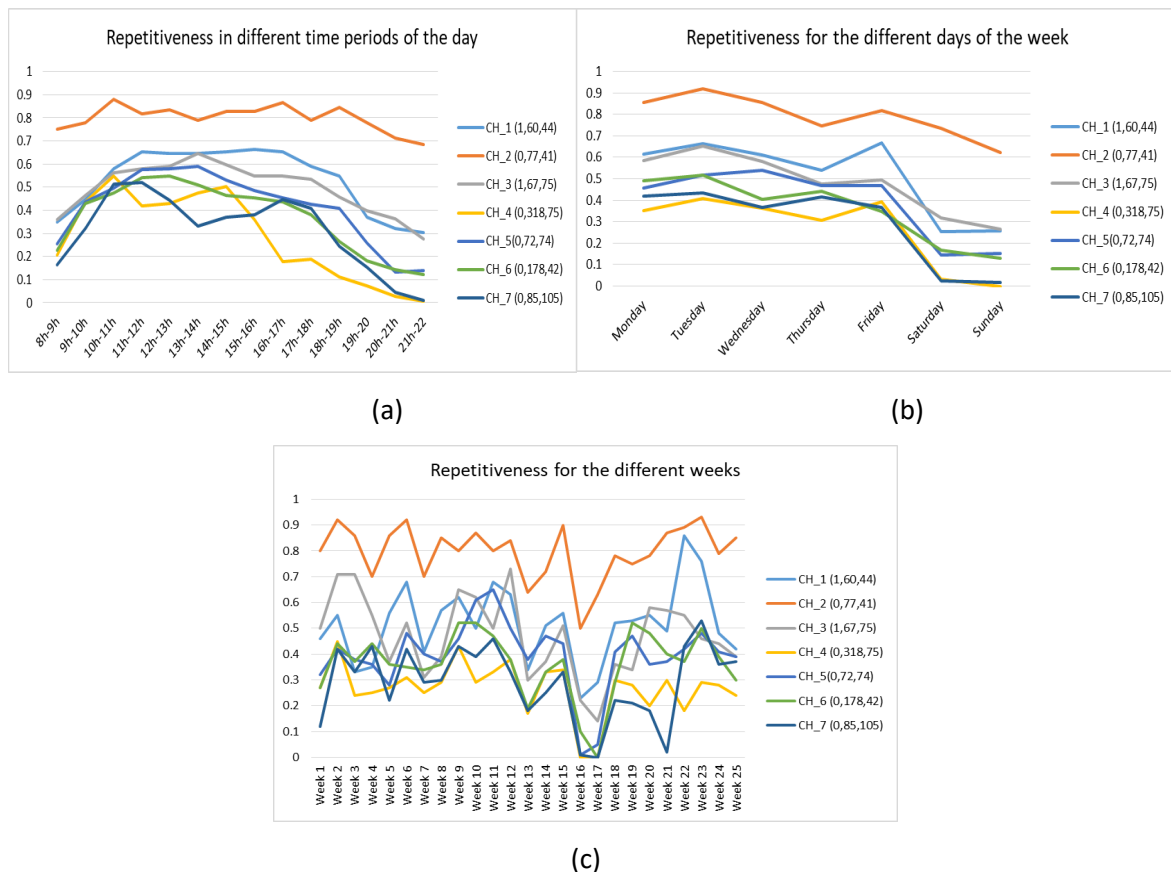 Repetitiveness in different time periods of the day
1
0.9
0.8
0.7
0.6
0.5
0.4
0.3
0.2
0.1
0
8h-9h
9h-10h
10h-11h
11h-12h
12h-13h
13h-14h
14h-15h
15h-16h
16h-17h
17h-18h
18h-19h
19h-20
20h-21h
21h-22
CH_1 (1,60,44)
CH_2 (0,77,41)
CH_3 (1,67,75)
CH_4 (0,318,75)
CH_5(0,72,74)
CH_6 (0,178,42)
CH_7 (0,85,105)
(a)
Repetitiveness for the different days of the week
1
0.9
0.8
0.7
0.6
0.5
0.4
0.3
0.2
0.1
0
Monday
Tuesday
Wednesday
Thursday
Friday
Saturday
Sunday
CH_1 (1,60,44)
CH_2 (0,77,41)
CH_3 (1,67,75)
CH_4 (0,318,75)
CH_5(0,72,74)
CH_6 (0,178,42)
CH_7 (0,85,105)
(b)
Repetitiveness for the different weeks
1
0.9
0.8
0.7
0.6
0.5
0.4
0.3
0.2
0.1
0
Week 1
Week 2
Week 3
Week 4
Week 5
Week 6
Week 7
Week 8
Week 9
Week 10
Week 11
Week 12
Week 13
Week 14
Week 15
Week 16
Week 17
Week 18
Week 19
Week 20
Week 21
Week 22
Week 23
Week 24
Week 25
CH_1 (1,60,44)
CH_2 (0,77,41)
CH_3 (1,67,75)
CH_4 (0,318,75)
CH_5(0,72,74)
CH_6 (0,178,42)
CH_7 (0,85,105)
(c)